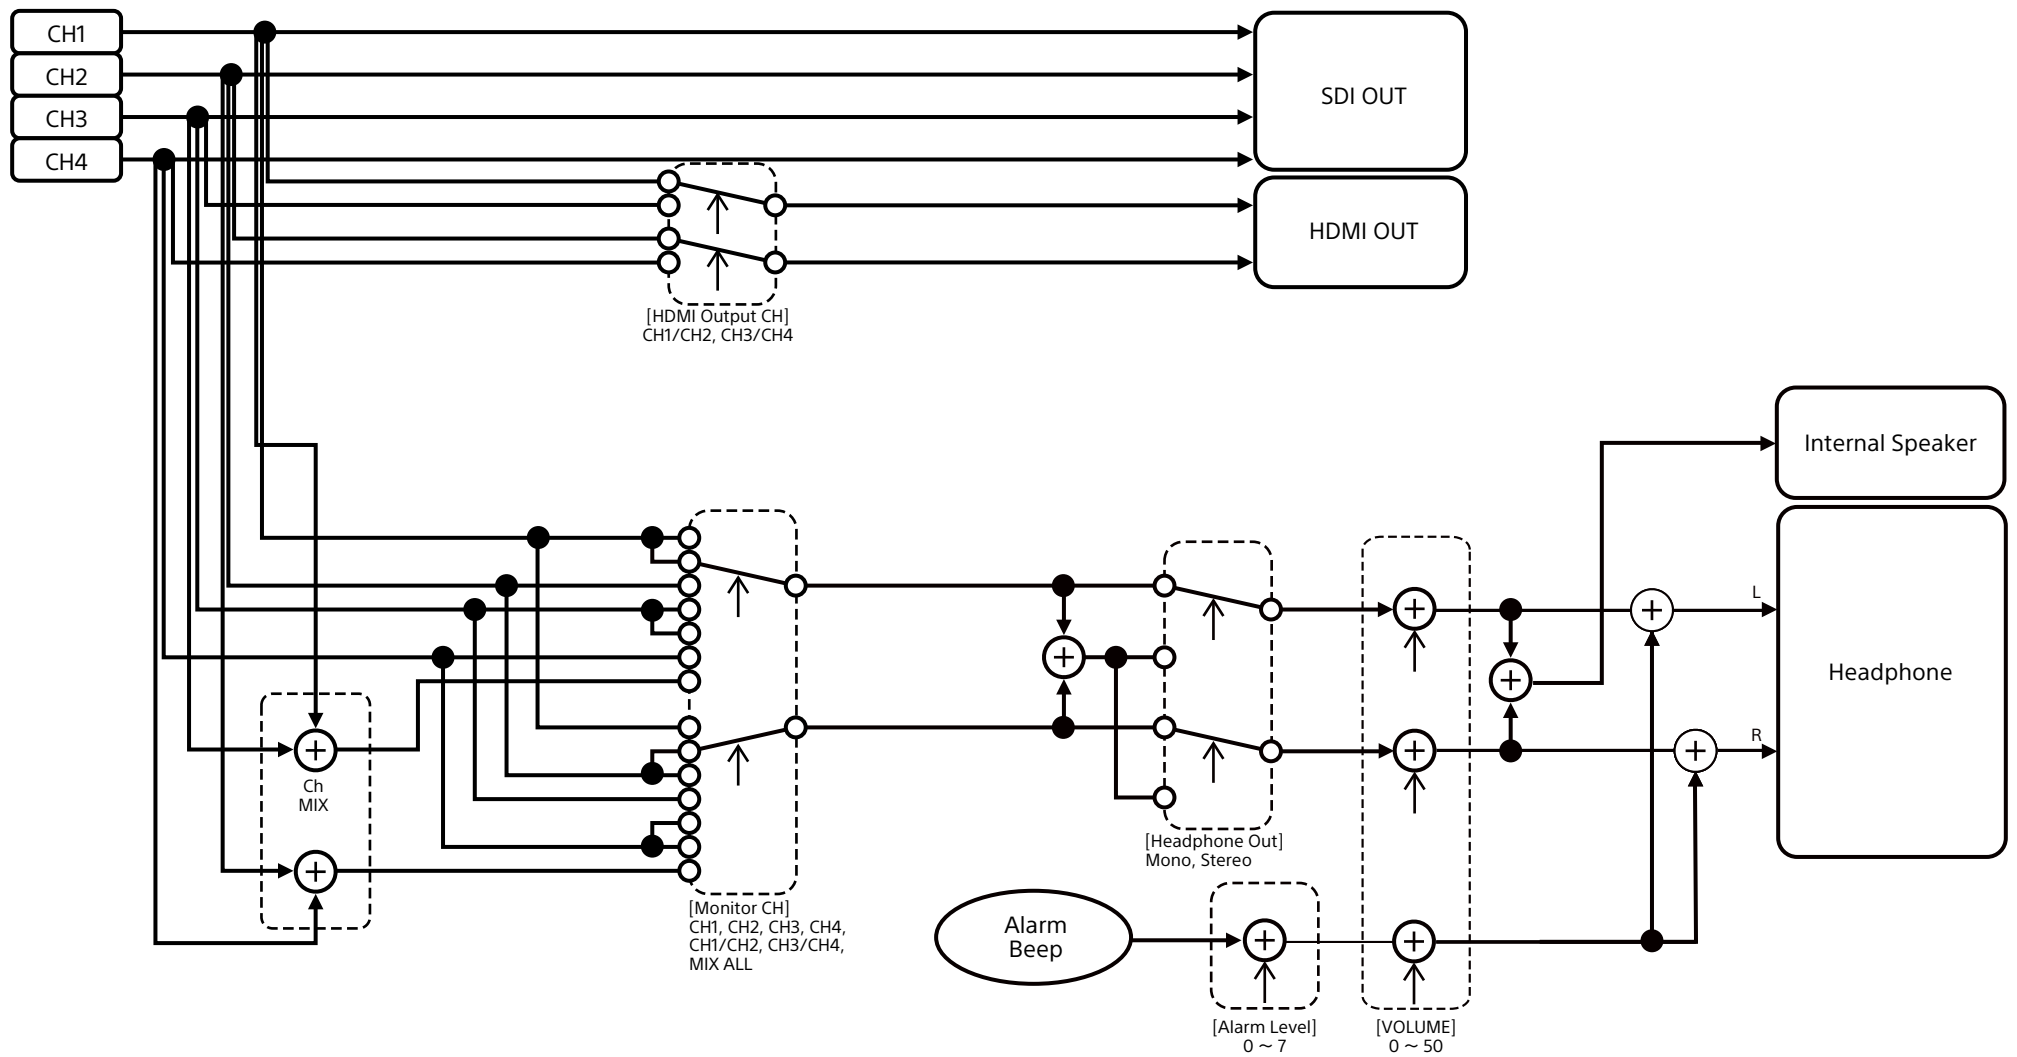 CH1
CH2
CH3
CH4
SDI OUT
HDMI OUT
[HDMI Output CH]
CH1/CH2, CH3/CH4
Internal Speaker
Headphone
L
R
Ch
MIX
[Headphone Out]
Mono, Stereo
[Monitor CH]
CH1, CH2, CH3, CH4,
CH1/CH2, CH3/CH4,
MIX ALL
Alarm
Beep
[Alarm Level]
0 ~ 7
[VOLUME]
0 ~ 50